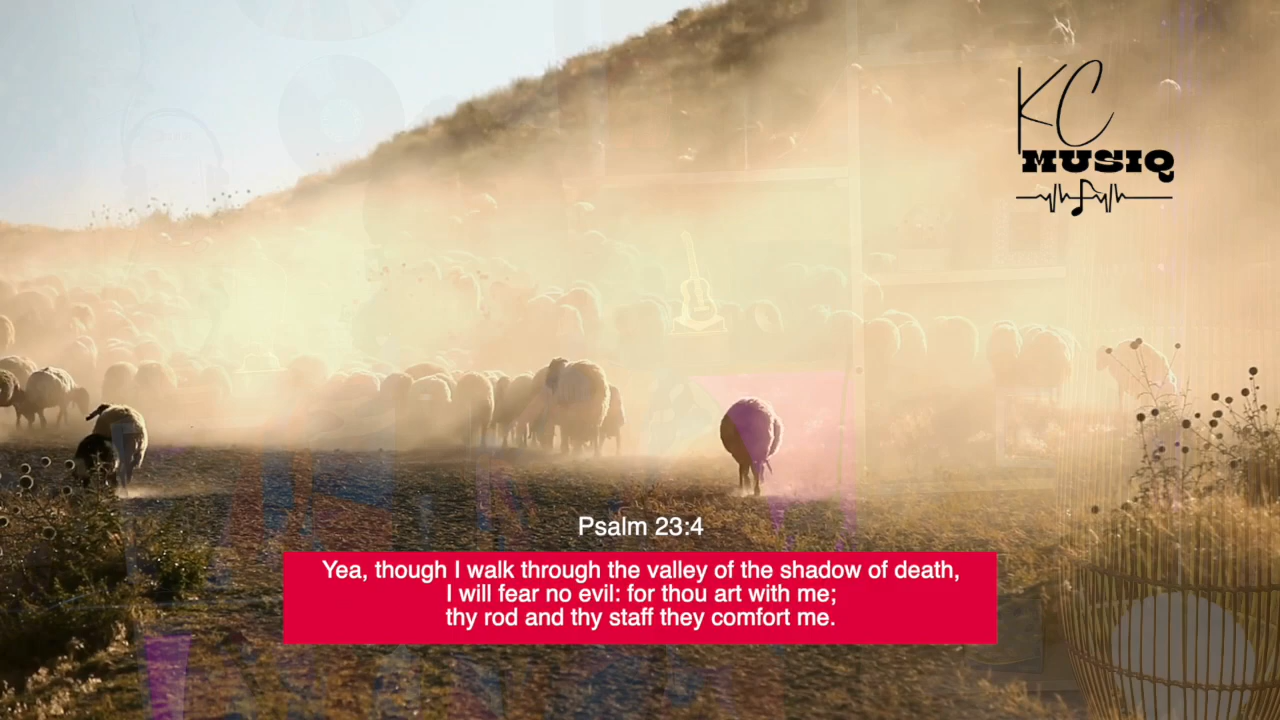 KC
MUSIQ
Psalm 23:4
Yea, though I walk through the valley of the shadow of death,
I will fear no evil: for thou art with me;
thy rod and thy staff they comfort me.